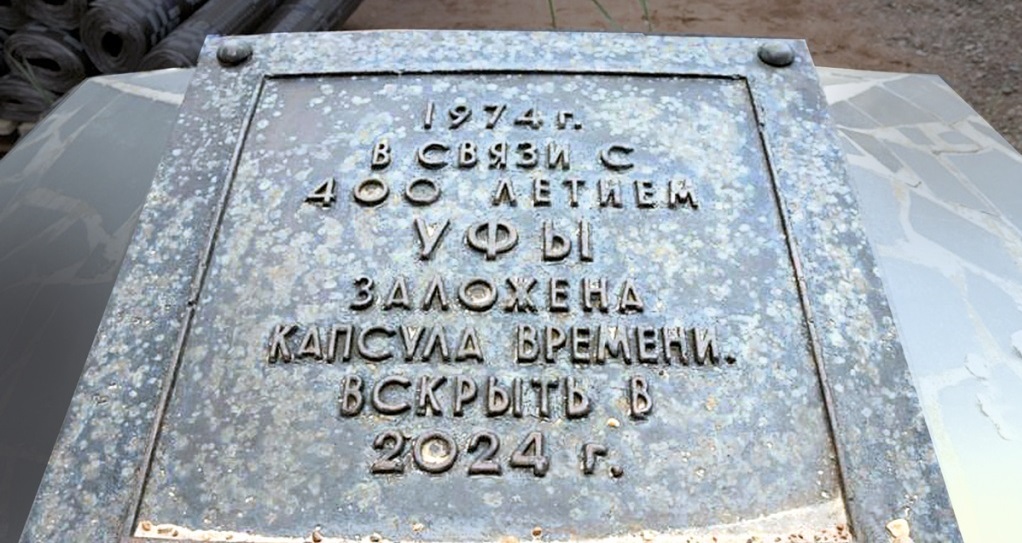 1974 г.
В СВЯЗИ С
400 ЛЕТИЕМ
УФЫ
ЗАЛОЖЕНА
КАПСУЛА ВРЕМЕНИ.
ВСКРЫТЬ В
2024 г.